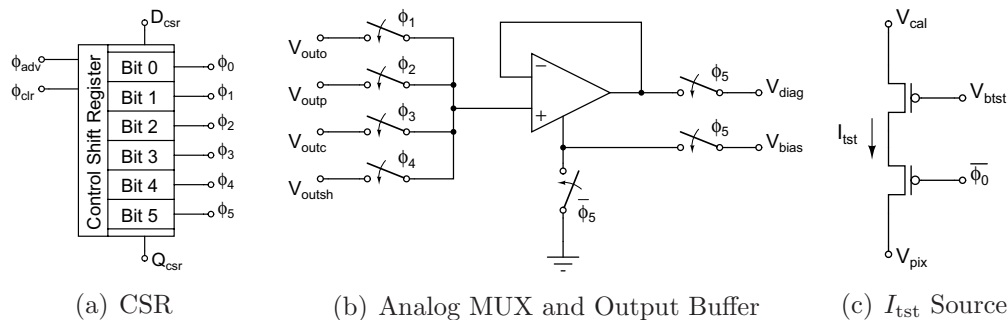 D_csr
ϕ_adv
ϕ_clr
Control Shift Register
Bit 0
ϕ_0
Bit 1
ϕ_1
Bit 2
ϕ_2
Bit 3
ϕ_3
Bit 4
ϕ_4
Bit 5
ϕ_5
Q_csr
(a) CSR
V_outo
ϕ_1
V_outp
ϕ_2
V_outc
ϕ_3
V_outsh
ϕ_4
−
+
ϕ_5
V_diag
ϕ_5
V_bias
ϕ̅_5
(b) Analog MUX and Output Buffer
V_cal
V_btst
I_tst
ϕ̅_0
V_pix
(c) I_tst Source